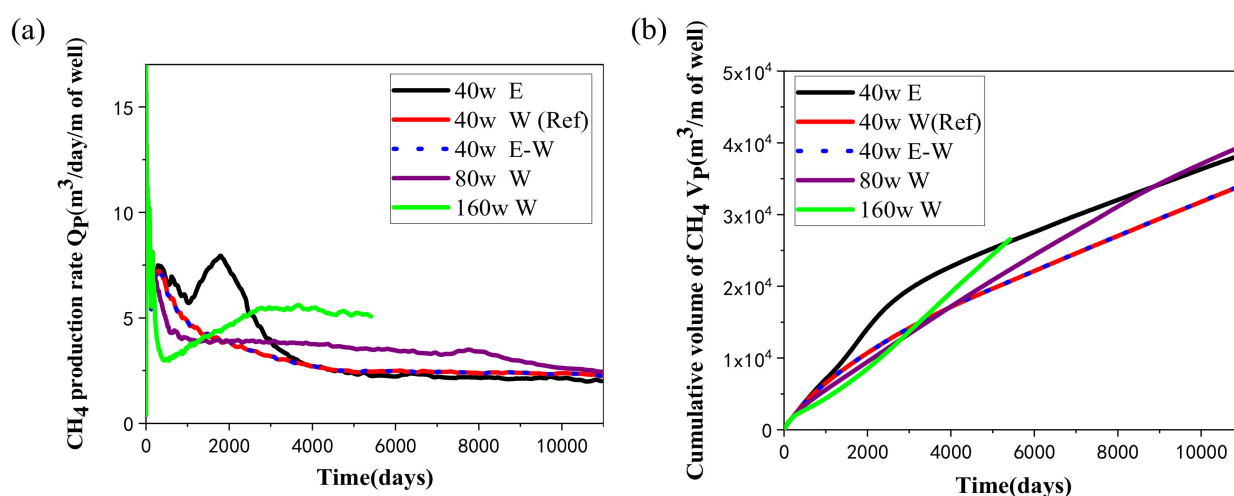 (a)
CH4 production rate QP(m3/day/m of well)
15
10
5
0
40w E
40w W (Ref)
40w E-W
80w W
160w W
0 2000 4000 6000 8000 10000
Time(days)
(b)
Cumulative volume of CH4 VP(m3/m of well)
5x10^4
4x10^4
3x10^4
2x10^4
1x10^4
0
40w E
40w W(Ref)
40w E-W
80w W
160w W
0 2000 4000 6000 8000 10000
Time(days)